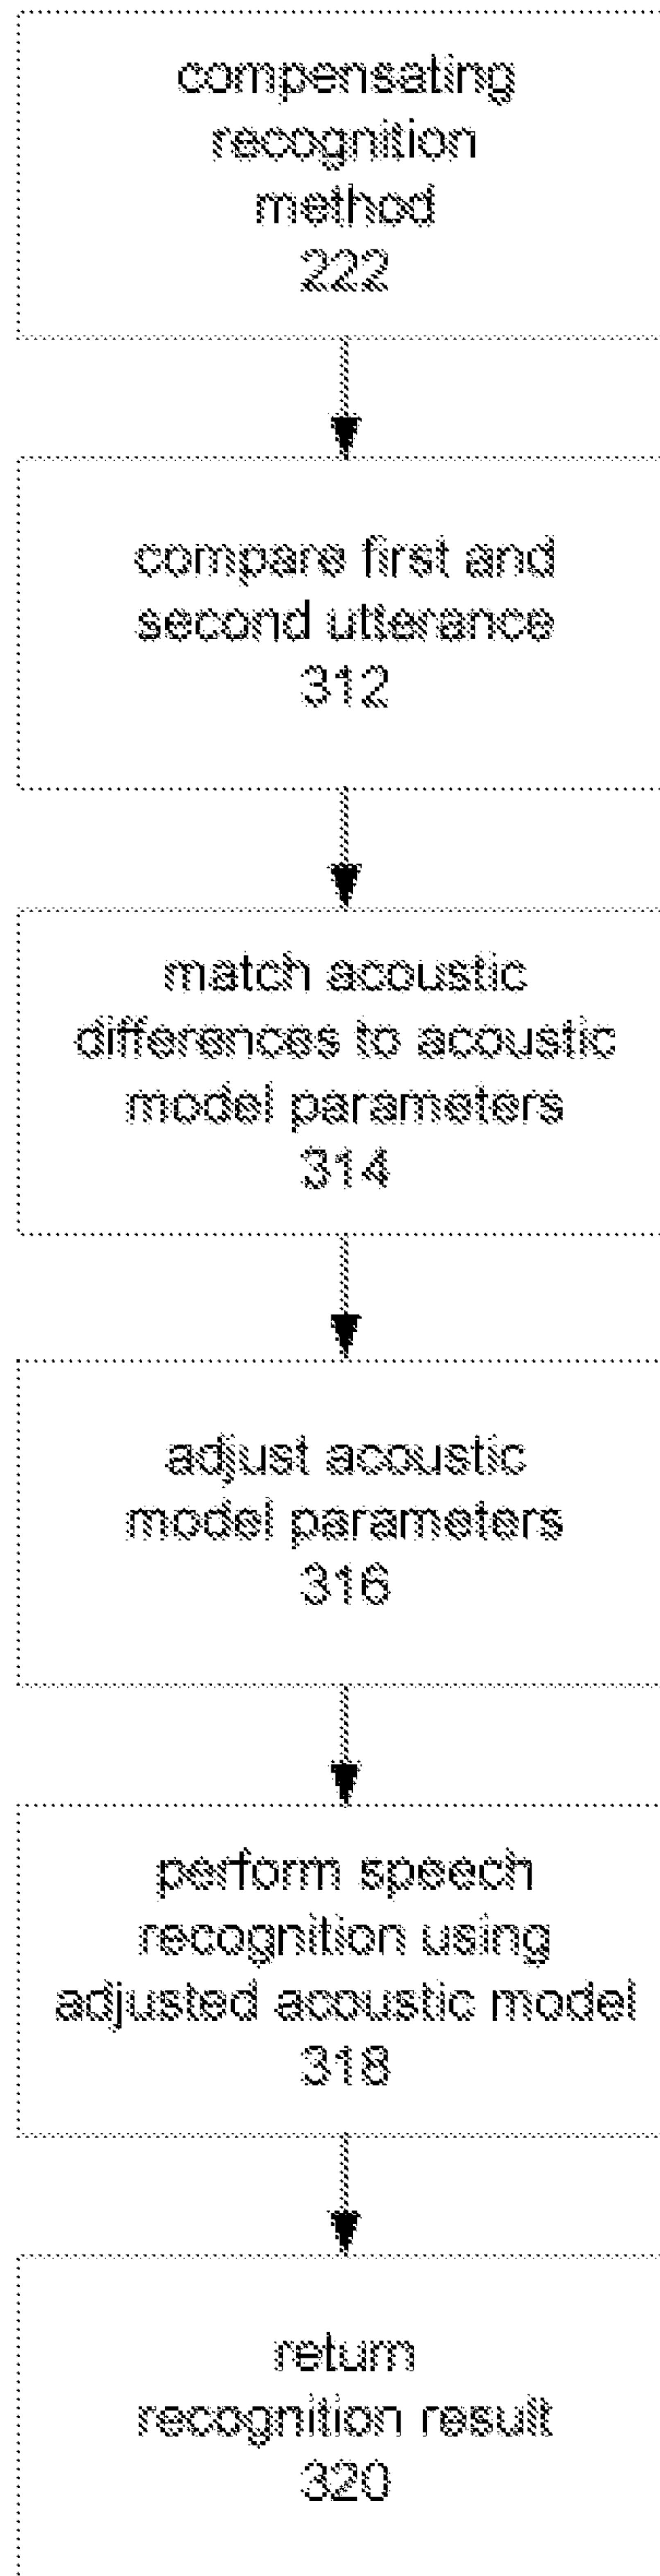 compensating
recognition
method
222
compare first and
second utterance
312
match acoustic
differences to acoustic
model parameters
314
adjust acoustic
model parameters
316
perform speech
recognition using
adjusted acoustic model
318
return
recognition result
320